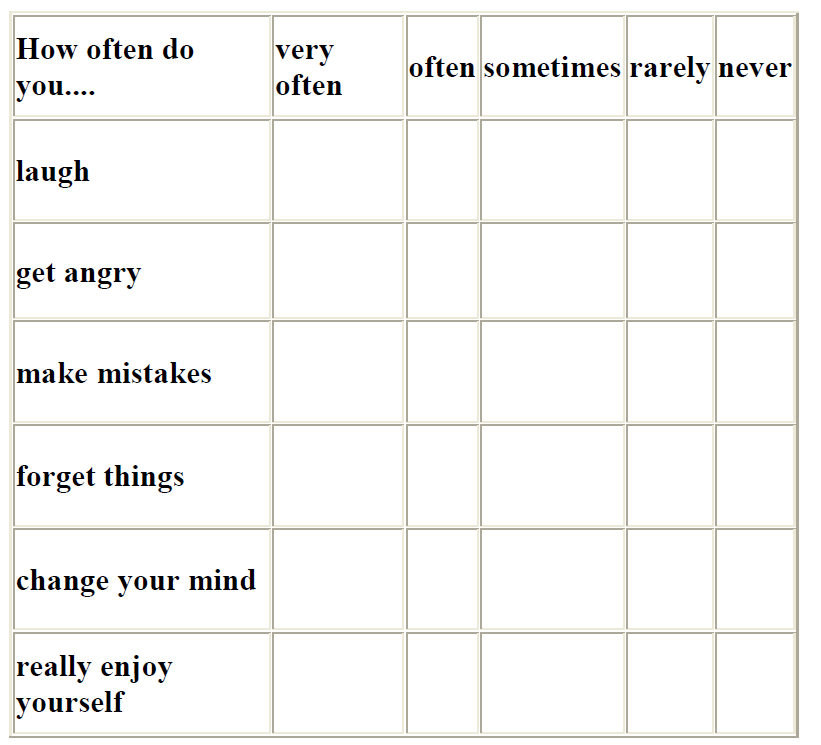 How often do
you....
very
often
often
sometimes
rarely
never
laugh
get angry
make mistakes
forget things
change your mind
really enjoy
yourself